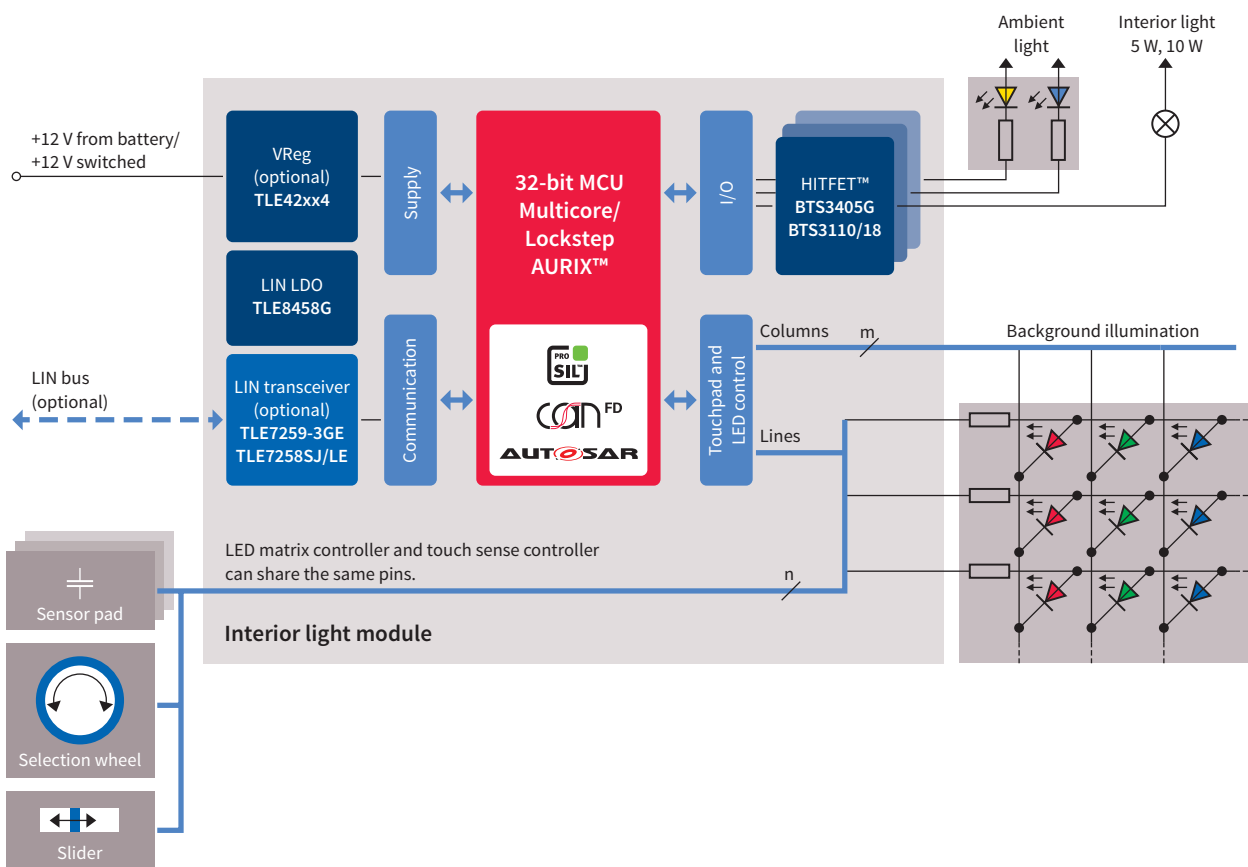 Ambient
light
Interior light
5 W, 10 W
+12 V from battery/
+12 V switched
VReg
(optional)
TLE42xx4
Supply
32-bit MCU
Multicore/
Lockstep
AURIX™
I/O
HITFET™
BTS3405G
BTS3110/18
LIN LDO
TLE8458G
LIN bus
(optional)
LIN transceiver
(optional)
TLE7259-3GE
TLE7258SJ/LE
Communication
PRO
SIL™
CAN FD
AUTOSAR
Touchpad and
LED control
Columns
m
Background illumination
Lines
LED matrix controller and touch sense controller
can share the same pins.
n
Interior light module
Sensor pad
Selection wheel
Slider